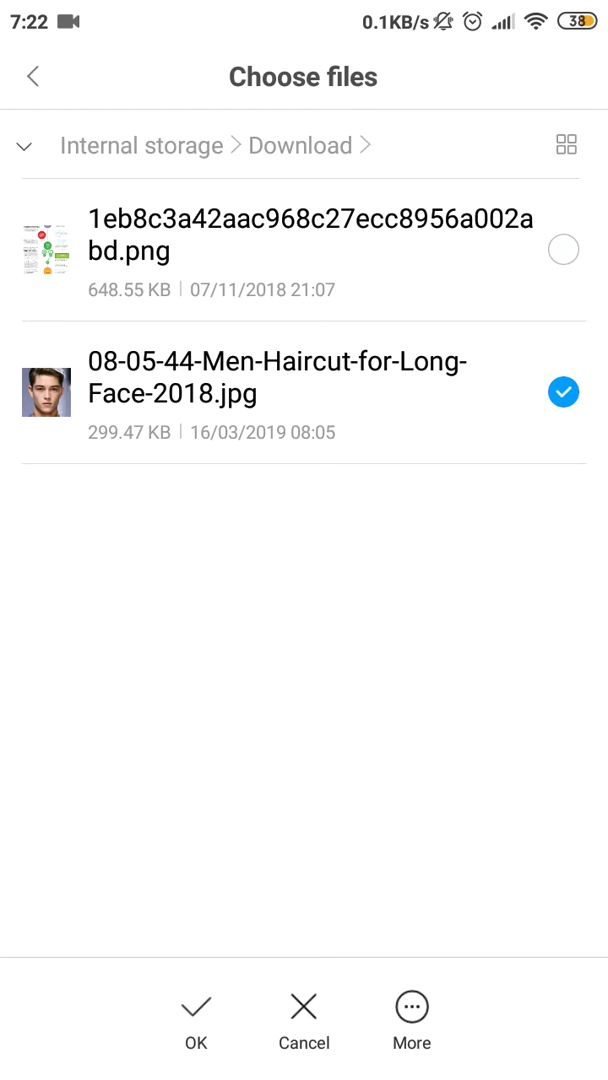 7:22 0.1KB/s 38
Choose files
Internal storage > Download >
1eb8c3a42aac968c27ecc8956a002a
bd.png
648.55 KB | 07/11/2018 21:07
08-05-44-Men-Haircut-for-Long-
Face-2018.jpg
299.47 KB | 16/03/2019 08:05
OK Cancel More